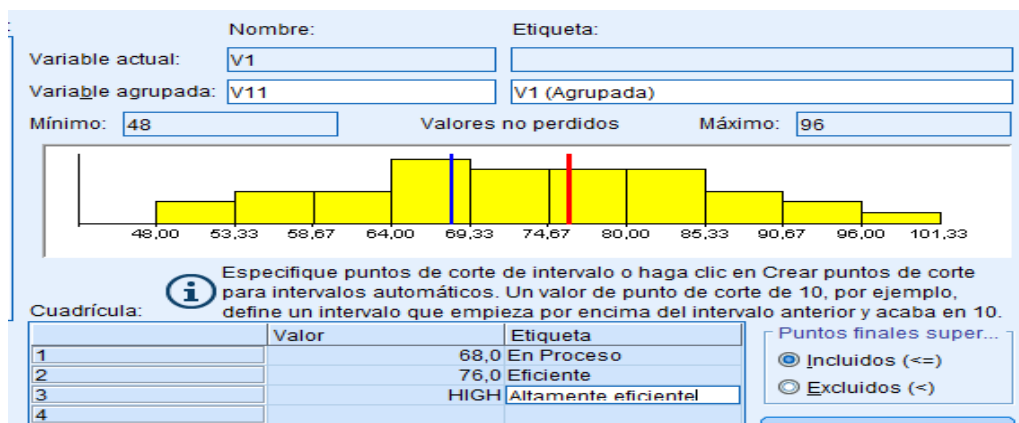 Nombre: Etiqueta:
Variable actual: V1
Variable agrupada: V11 V1 (Agrupada)
Mínimo: 48 Valores no perdidos Máximo: 96
48,00 53,33 58,67 64,00 69,33 74,67 80,00 85,33 90,67 96,00 101,33
Especifique puntos de corte de intervalo o haga clic en Crear puntos de corte
para intervalos automáticos. Un valor de punto de corte de 10, por ejemplo,
define un intervalo que empieza por encima del intervalo anterior y acaba en 10.
Cuadrícula:
Valor Etiqueta
1 68,0 En Proceso
2 76,0 Eficiente
3 HIGH Altamente eficientel
4
Puntos finales super...
Incluidos (<=)
Excluidos (<)